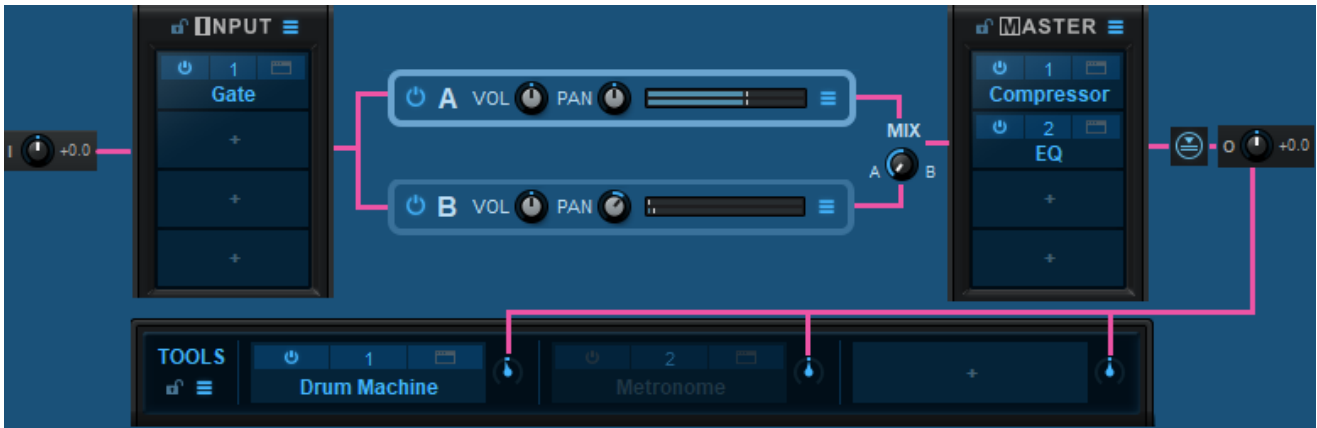 INPUT
1
Gate
+
+
+
I +0.0
A VOL PAN
B VOL PAN
MIX
A B
MASTER
1
Compressor
2
EQ
+
+
O +0.0
TOOLS
1
Drum Machine
2
Metronome
+